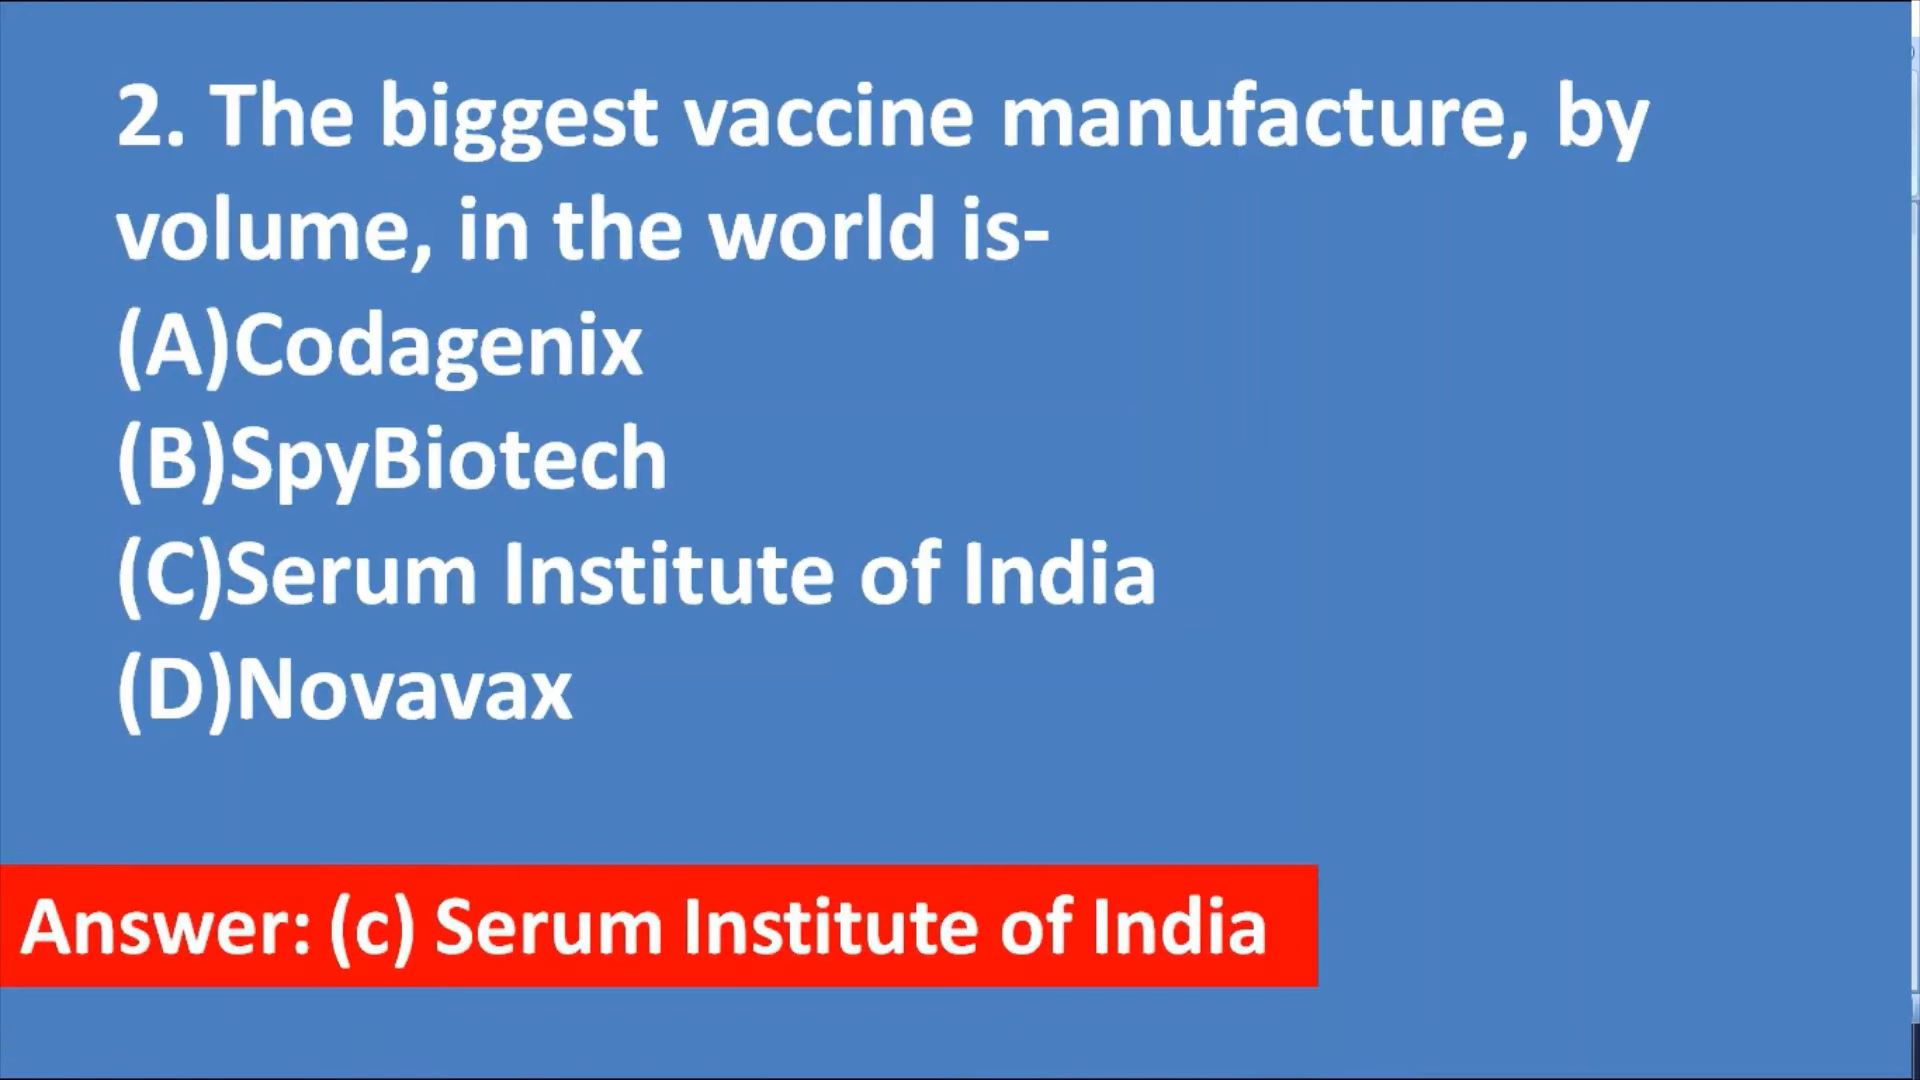 2. The biggest vaccine manufacture, by
volume, in the world is-
(A)Codagenix
(B)SpyBiotech
(C)Serum Institute of India
(D)Novavax
Answer: (c) Serum Institute of India